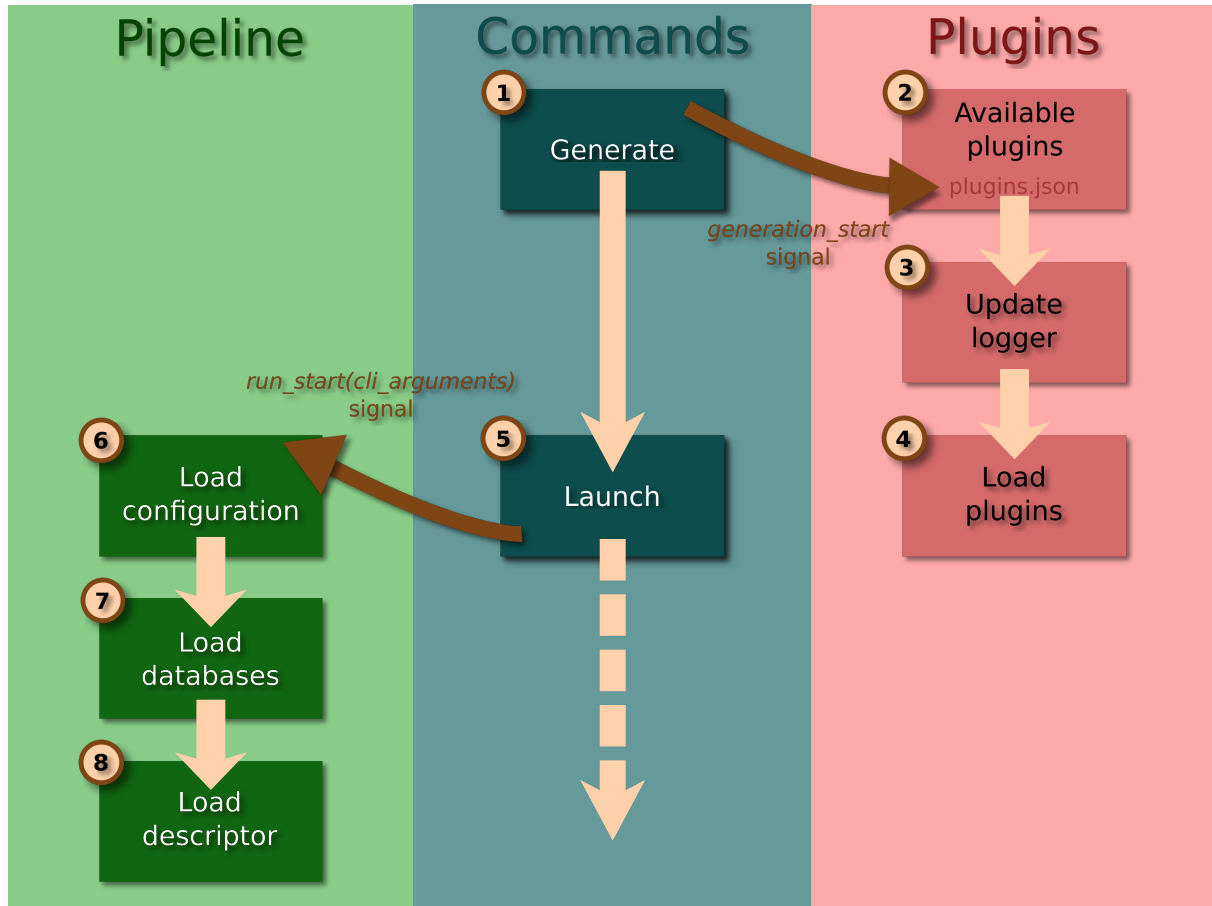 Pipeline
Commands
Plugins
1
Generate
generation_start
signal
2
Available
plugins
plugins.json
3
Update
logger
4
Load
plugins
5
Launch
run_start(cli_arguments)
signal
6
Load
configuration
7
Load
databases
8
Load
descriptor